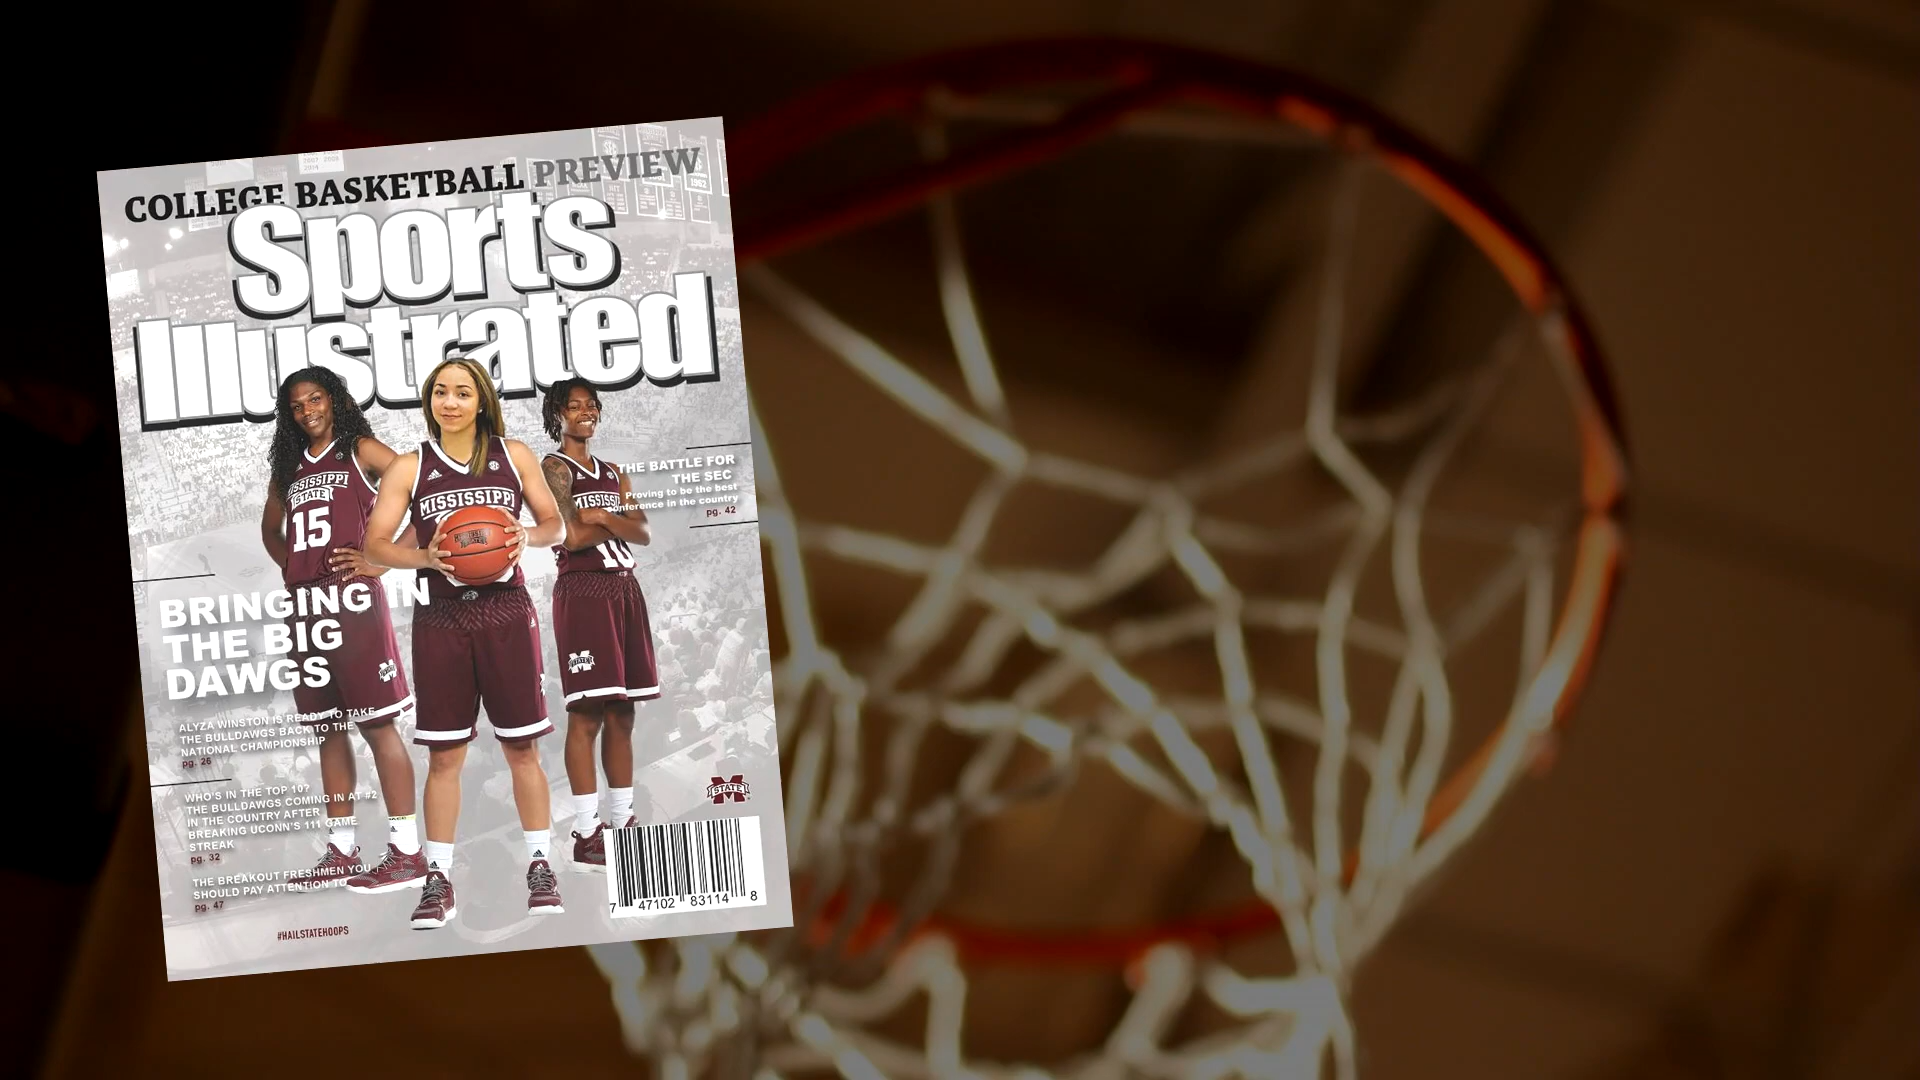 COLLEGE BASKETBALL PREVIEW
Sports
Illustrated
MISSISSIPPI
STATE
15
MISSISSIPPI
MISSISS
10
THE BATTLE FOR
THE SEC
Proving to be the best
onference in the country
pg. 42
BRINGING IN
THE BIG
DAWGS
ALYZA WINSTON IS READY TO TAKE
THE BULLDAWGS BACK TO THE
NATIONAL CHAMPIONSHIP
pg. 26
WHO'S IN THE TOP 10?
THE BULLDAWGS COMING IN AT #2
IN THE COUNTRY AFTER
BREAKING UCONN'S 111 GAME
STREAK
pg. 32
THE BREAKOUT FRESHMEN YOU
SHOULD PAY ATTENTION TO
pg. 47
#HAILSTATEHOOPS
STATE
7 47102 83114 8